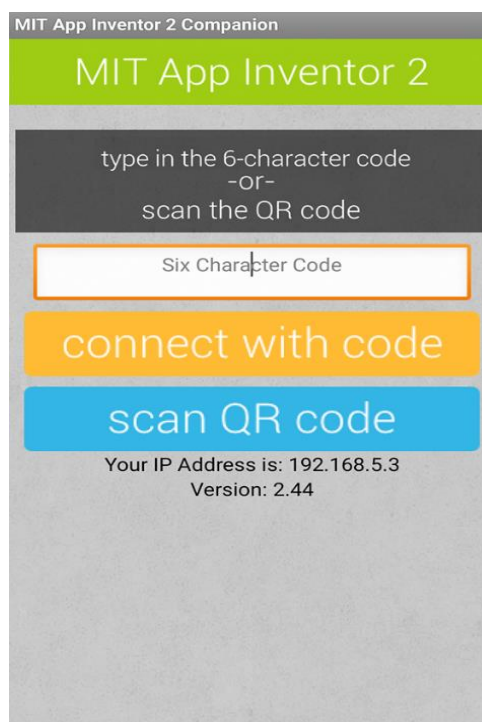 MIT App Inventor 2 Companion
MIT App Inventor 2
type in the 6-character code
-or-
scan the QR code
Six Character Code
connect with code
scan QR code
Your IP Address is: 192.168.5.3
Version: 2.44